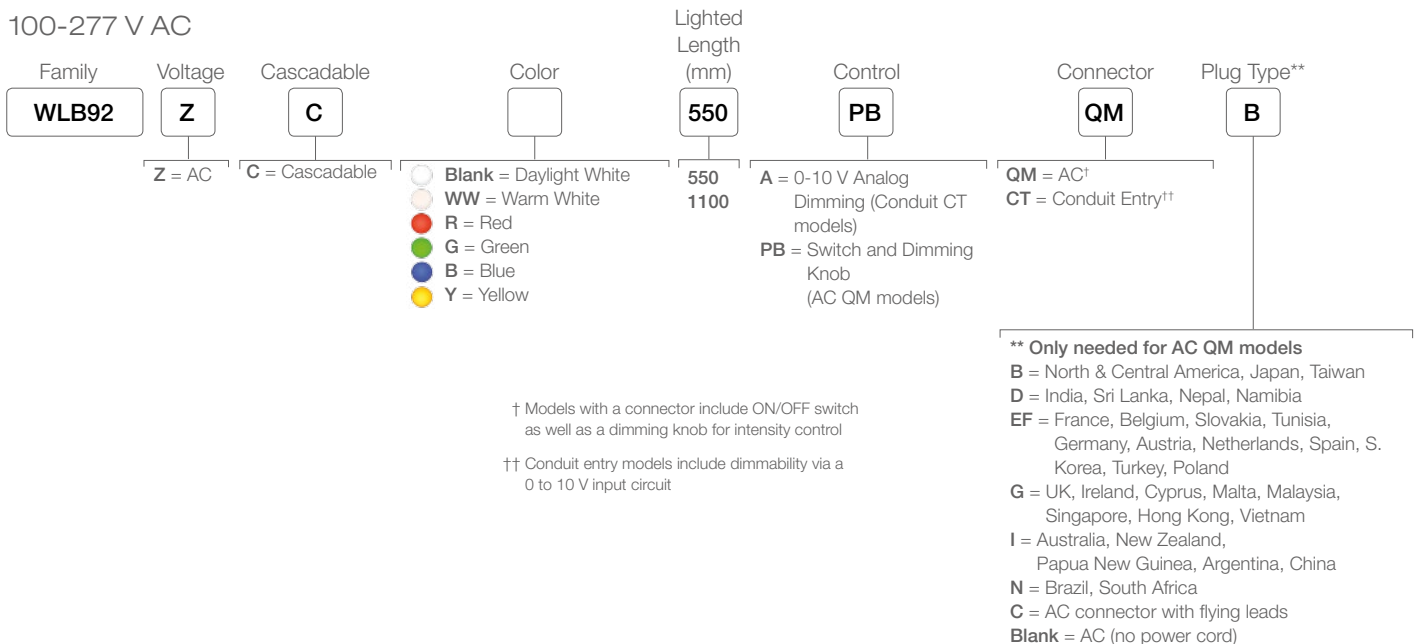 100-277 V AC
Family
Voltage
Cascadable
Color
Lighted
Length
(mm)
Control
Connector
Plug Type**
WLB92
Z
C
550
PB
QM
B
Z = AC
C = Cascadable
Blank = Daylight White
WW = Warm White
R = Red
G = Green
B = Blue
Y = Yellow
550
1100
A = 0-10 V Analog
Dimming (Conduit CT
models)
PB = Switch and Dimming
Knob
(AC QM models)
QM = AC†
CT = Conduit Entry††
** Only needed for AC QM models
B = North & Central America, Japan, Taiwan
D = India, Sri Lanka, Nepal, Namibia
EF = France, Belgium, Slovakia, Tunisia,
Germany, Austria, Netherlands, Spain, S.
Korea, Turkey, Poland
G = UK, Ireland, Cyprus, Malta, Malaysia,
Singapore, Hong Kong, Vietnam
I = Australia, New Zealand,
Papua New Guinea, Argentina, China
N = Brazil, South Africa
C = AC connector with flying leads
Blank = AC (no power cord)
† Models with a connector include ON/OFF switch
as well as a dimming knob for intensity control
†† Conduit entry models include dimmability via a
0 to 10 V input circuit